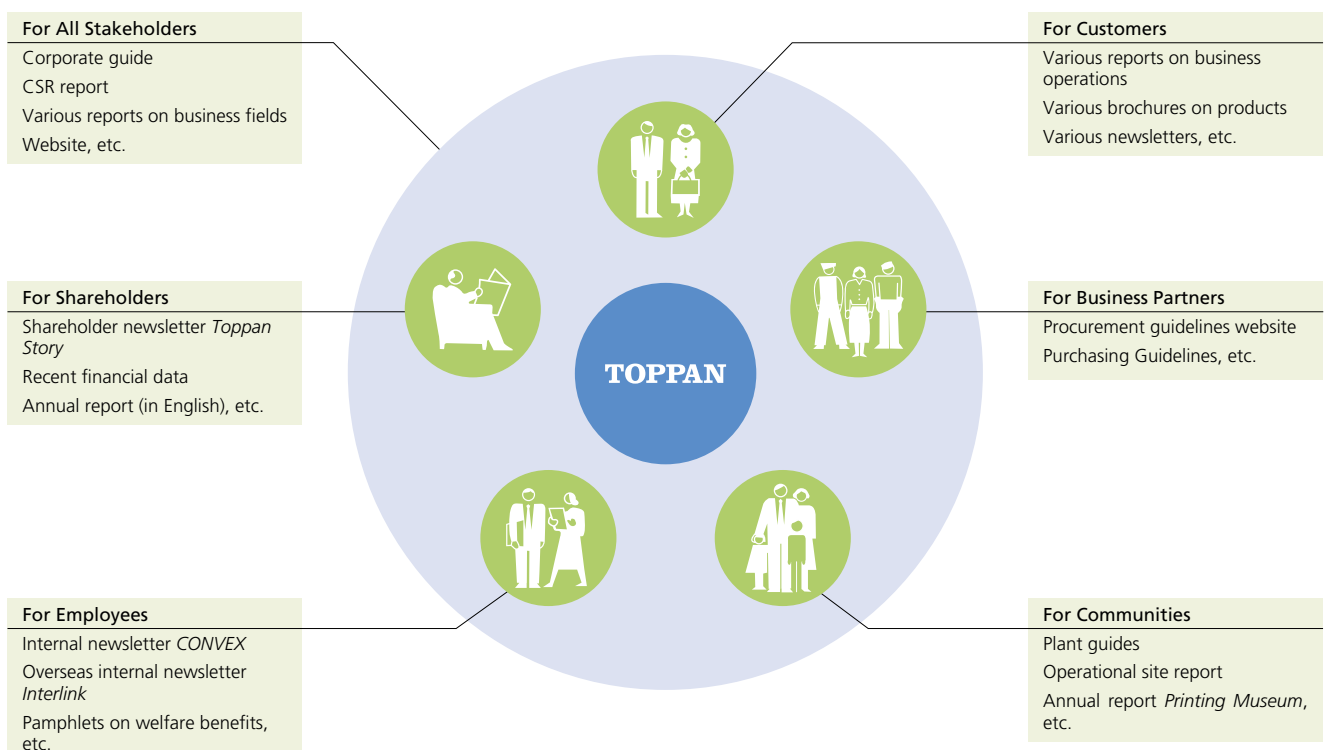 For All Stakeholders
Corporate guide
CSR report
Various reports on business fields
Website, etc.
For Customers
Various reports on business
operations
Various brochures on products
Various newsletters, etc.
For Shareholders
Shareholder newsletter Toppan
Story
Recent financial data
Annual report (in English), etc.
TOPPAN
For Business Partners
Procurement guidelines website
Purchasing Guidelines, etc.
For Employees
Internal newsletter CONVEX
Overseas internal newsletter
Interlink
Pamphlets on welfare benefits,
etc.
For Communities
Plant guides
Operational site report
Annual report Printing Museum,
etc.